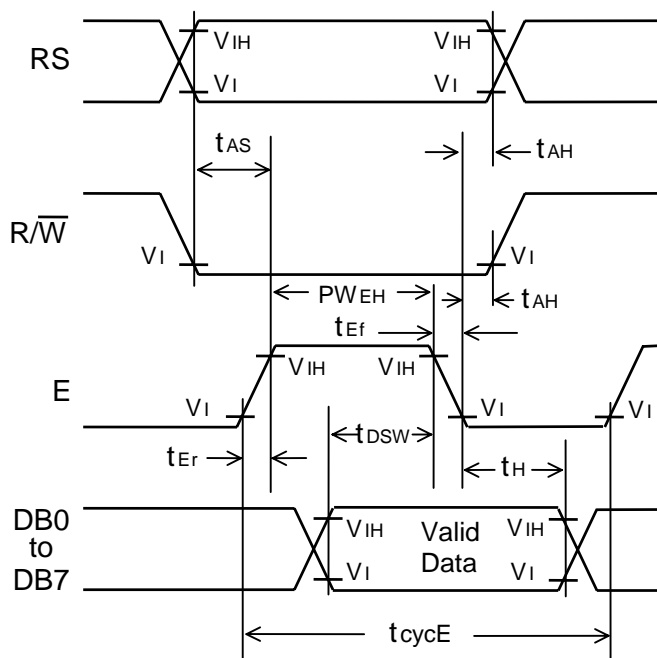 RS
VIH
VIH
VI
VI
tAS
tAH
R/W
VI
VI
PWEH
tAH
tEf
E
VIH
VIH
VI
VI
VI
tDSW
tEr
tH
DB0
to
DB7
VIH
Valid
VIH
VI
Data
VI
tcycE